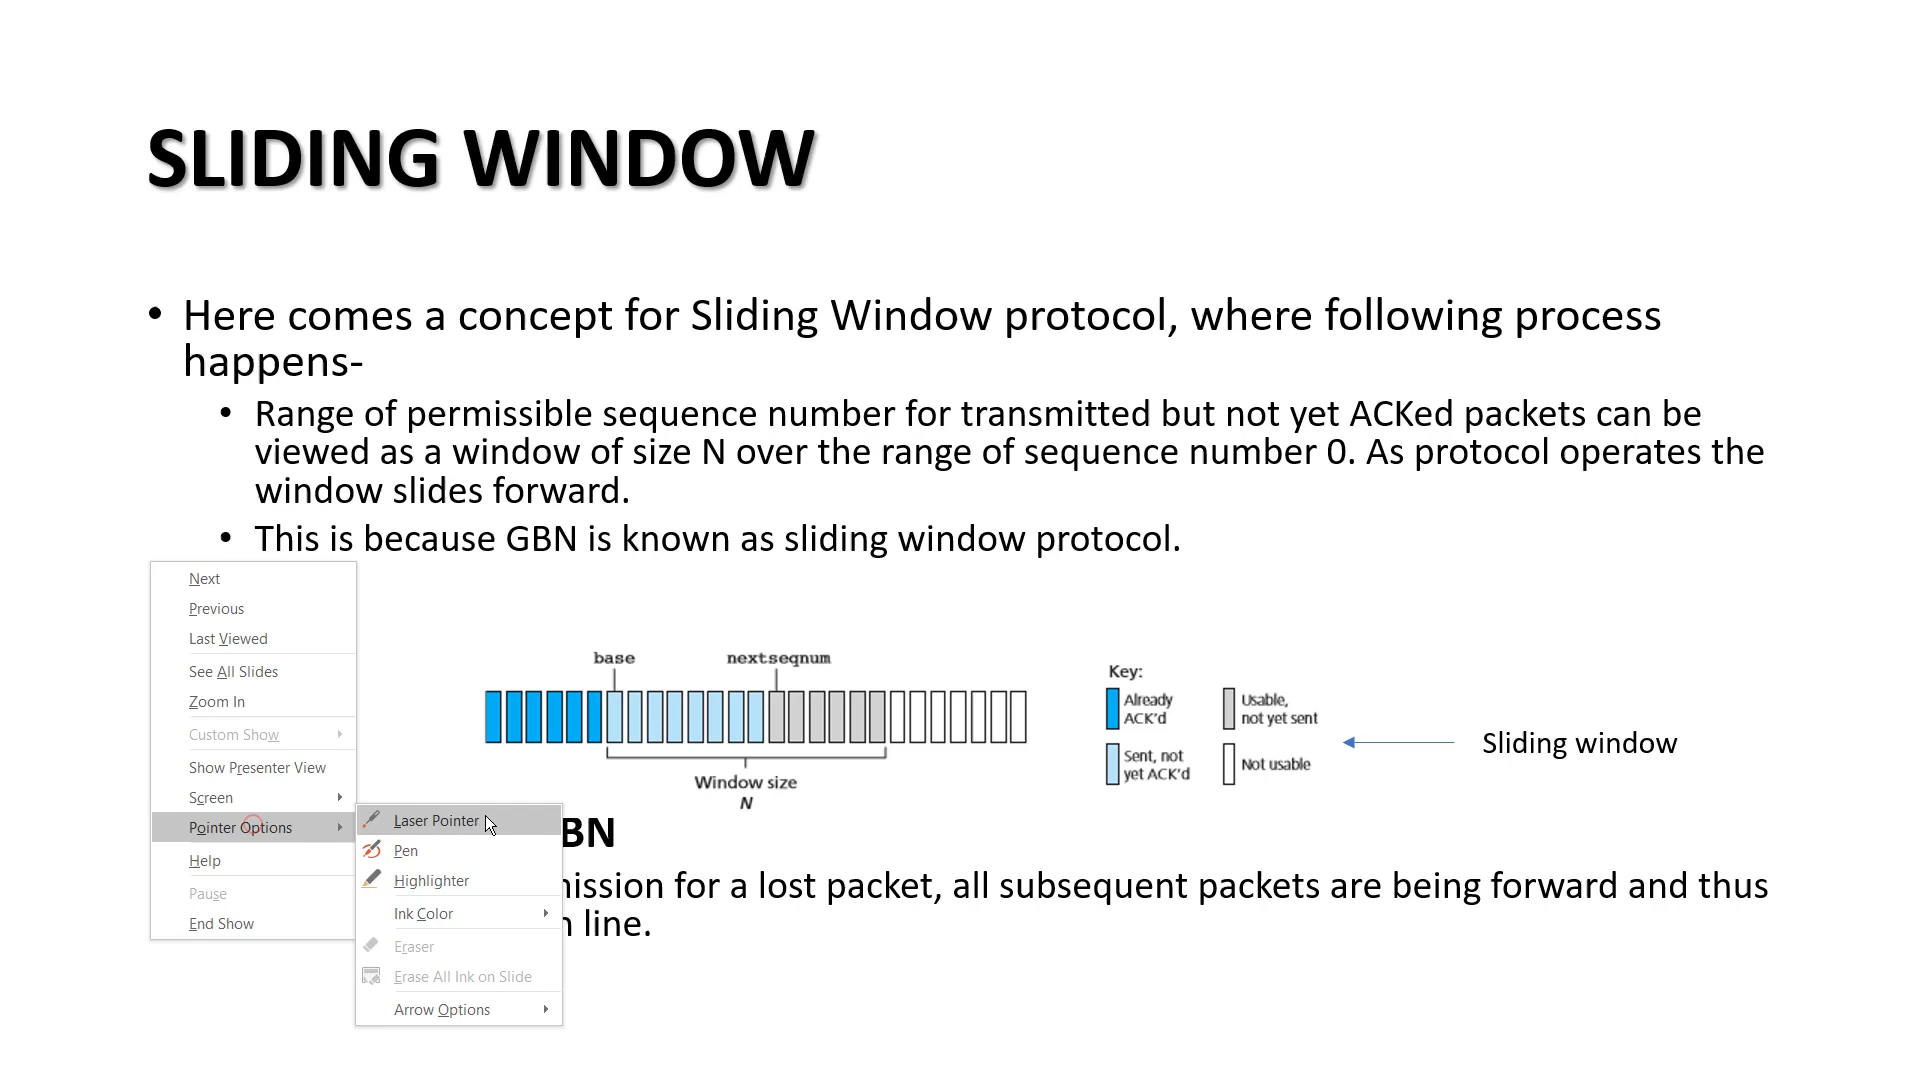 SLIDING WINDOW
• Here comes a concept for Sliding Window protocol, where following process
happens-
• Range of permissible sequence number for transmitted but not yet ACKed packets can be
viewed as a window of size N over the range of sequence number 0. As protocol operates the
window slides forward.
• This is because GBN is known as sliding window protocol.
Next
Previous
Last Viewed
See All Slides
Zoom In
Custom Show
Show Presenter View
Screen
Pointer Options
Help
Pause
End Show
Laser Pointer
Pen
Highlighter
Ink Color
Eraser
Erase All Ink on Slide
Arrow Options
base
nextseqnum
Window size
N
Key:
Already
ACK'd
Usable,
not yet sent
Sent, not
yet ACK'd
Not usable
Sliding window
BN
ission for a lost packet, all subsequent packets are being forward and thus
line.